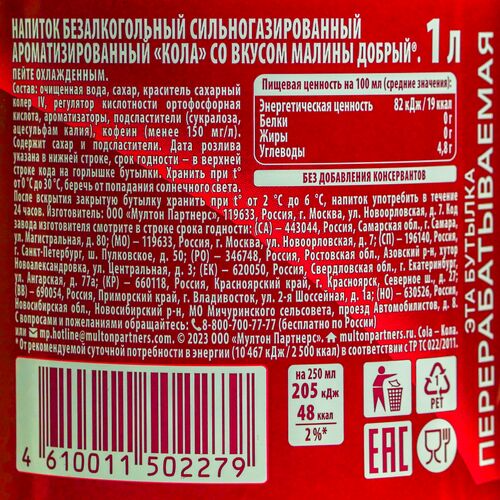 НАПИТОК БЕЗАЛКОГОЛЬНЫЙ СИЛЬНОГАЗИРОВАННЫЙ
АРОМАТИЗИРОВАННЫЙ «КОЛА» СО ВКУСОМ МАЛИНЫ ДОБРЫЙ®. 1 Л
ПЕЙТЕ ОХЛАЖДЕННЫМ.
Состав: очищенная вода, сахар, краситель сахарный
колер IV, регулятор кислотности ортофосфорная
кислота, ароматизаторы, подсластители (сукралоза,
ацесульфам калия), кофеин (менее 150 мг/л).
Содержит сахар и подсластители. Дата розлива
указана в нижней строке, срок годности – в верхней
строке кода на горлышке бутылки. Хранить при t°
от 0 °С до 30 °С, беречь от попадания солнечного света.
Пищевая ценность на 100 мл (средние значения):
Энергетическая ценность 82 кДж/19 ккал
Белки 0 г
Жиры 0 г
Углеводы 4,8 г
БЕЗ ДОБАВЛЕНИЯ КОНСЕРВАНТОВ
После вскрытия закрытую бутылку хранить при t° от 2 °С до 6 °С, напиток употребить в течение
24 часов. Изготовитель: ООО «Мултон Партнерс», 119633, Россия, г. Москва, ул. Новоорловская, д. 7. Код
завода изготовителя смотрите в строке срока годности: (СА) – 443044, Россия, Самарская обл., г. Самара,
ул. Магистральная, д. 80; (МО) – 119633, Россия, г. Москва, ул. Новоорловская, д. 7; (СП) – 196140, Россия,
г. Санкт-Петербург, ш. Пулковское, д. 50; (РО) – 346748, Россия, Ростовская обл., Азовский р-н, хутор
Новоалександровка, ул. Центральная, д. 3; (ЕГ) – 620050, Россия, Свердловская обл., г. Екатеринбург,
ул. Ангарская, д. 77а; (КР) – 660118, Россия, Красноярский край, г. Красноярск, Северное шоссе, д. 37;
(ВВ) – 690054, Россия, Приморский край, г. Владивосток, ул. 2-я Шоссейная, д. 1а; (НО) – 630526, Россия,
Новосибирская обл., Новосибирский р-н, МО Мичуринского сельсовета, проезд Автомобилистов, д. 8.
С вопросами и пожеланиями обращайтесь: 8-800-700-77-77 (бесплатно по России)
или mp.hotline@multonpartners.com. © 2023 ООО «Мултон Партнерс». multonpartners.ru. Cola – Кола.
*От рекомендуемой суточной потребности в энергии (10 467 кДж / 2 500 ккал) в соответствии с ТР ТС 022/2011.
на 250 мл
205 кДж
48 ккал
2 %*
1
PET
EAC
4 610011 502279
ЭТА БУТЫЛКА
ПЕРЕРАБАТЫВАЕМАЯ